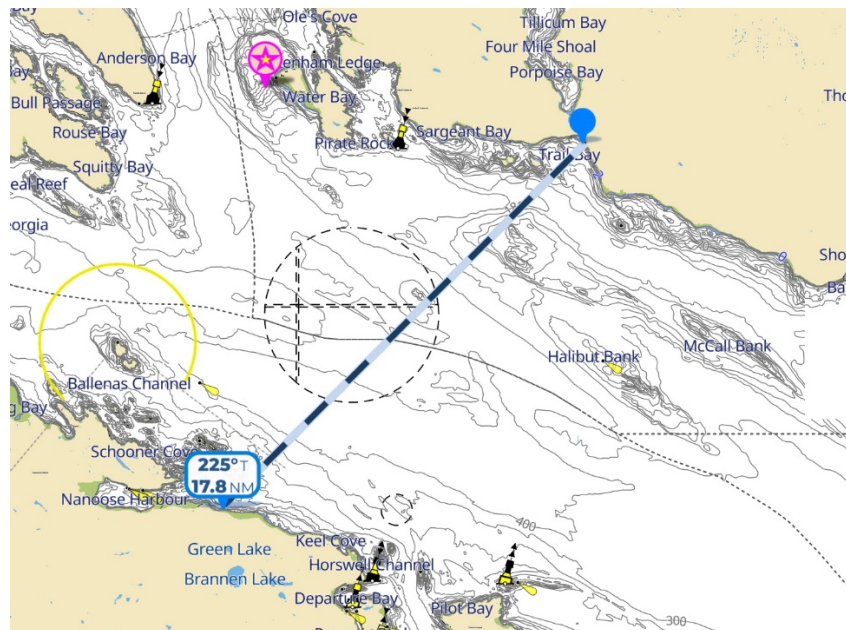 Ole's Cove
Tillicum Bay
Four Mile Shoal
Porpoise Bay
Anderson Bay
enham Ledge
Water Bay
Tho
Bull Passage
Rouse Bay
Squitty Bay
Pirate Rock
Sargeant Bay
Trail Bay
eal Reef
eorgia
Sho
Ba
Halibut Bank
McCall Bank
Ballenas Channel
g Bay
Schooner Cov
225°T
17.8 NM
Nanoose Harbour
400
Keel Cove
Green Lake
Horswell Channel
Brannen Lake
Departure Bay
Pilot Bay
300